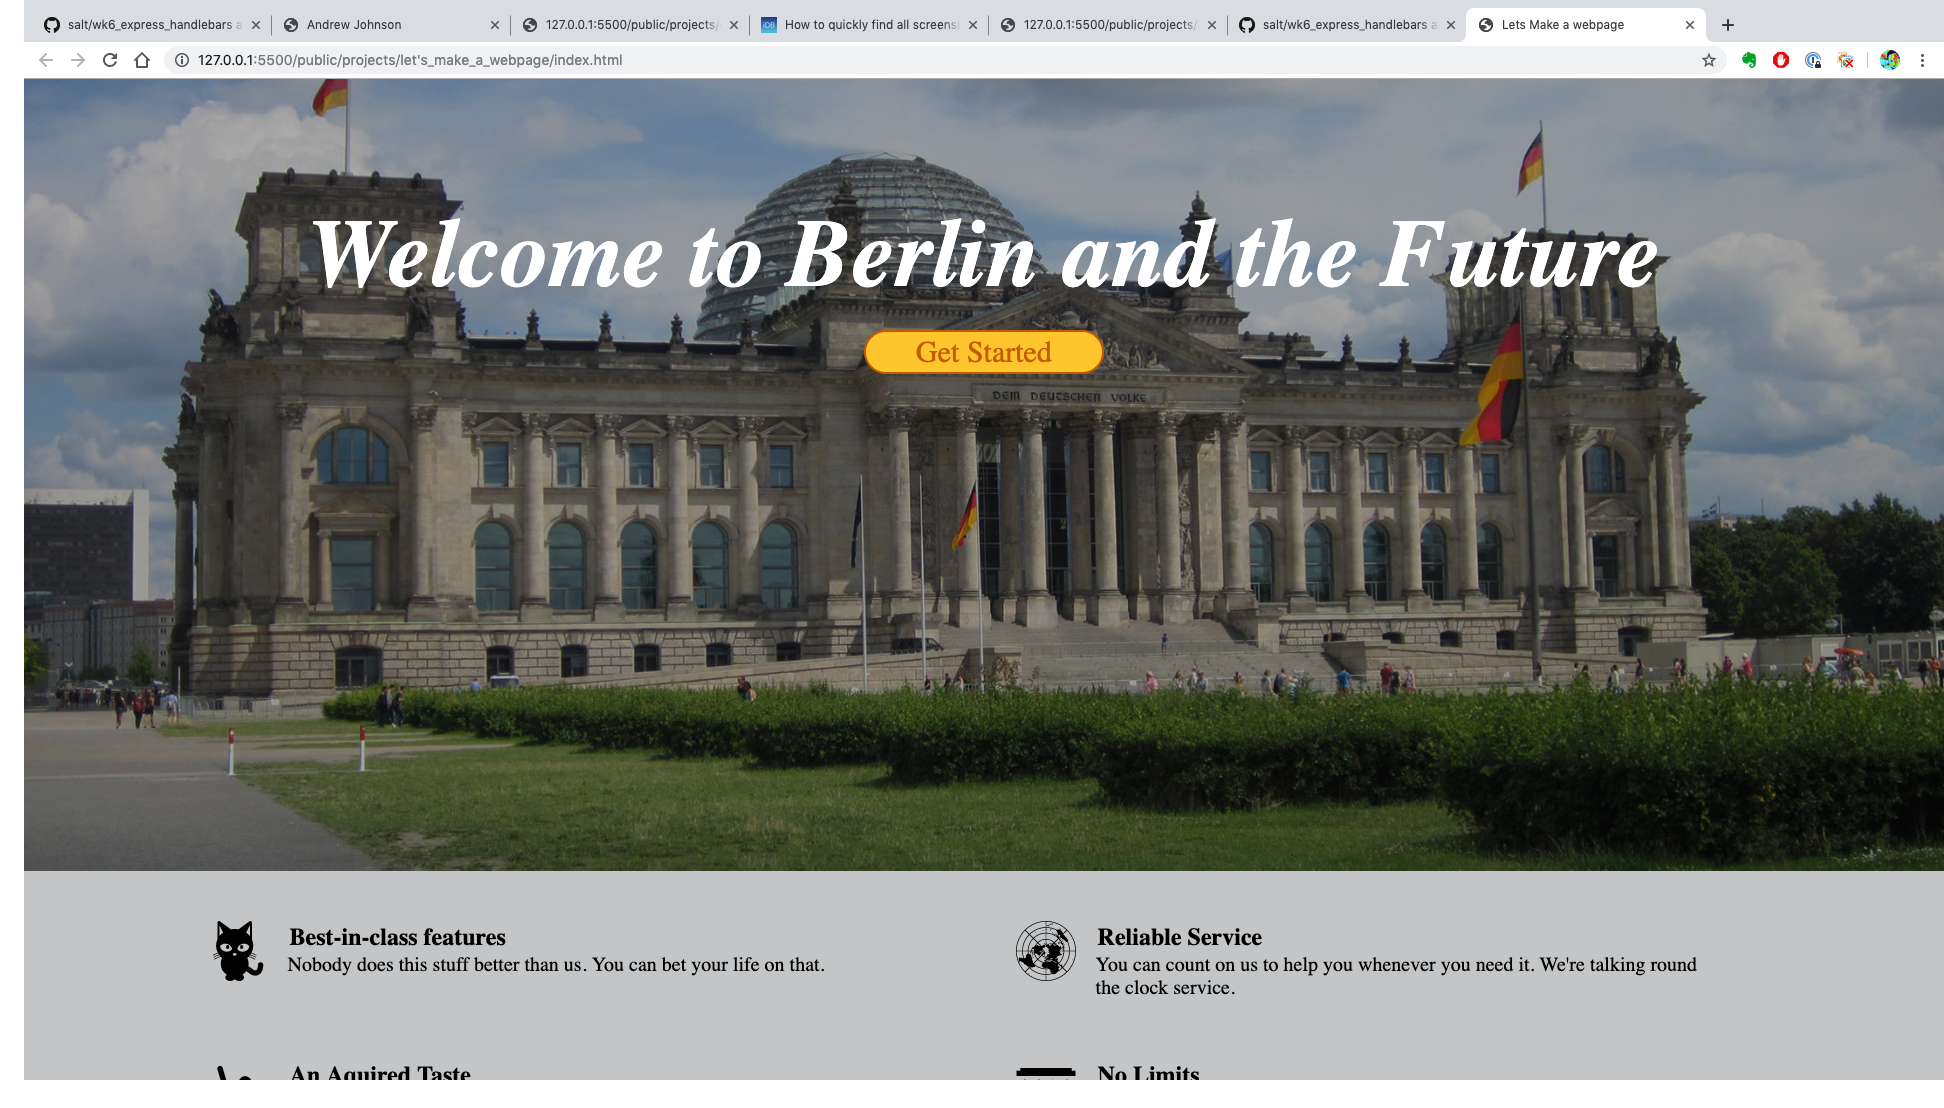 salt/wk6_express_handlebars a
Andrew Johnson
127.0.0.1:5500/public/projects/
How to quickly find all screensh
127.0.0.1:5500/public/projects/
salt/wk6_express_handlebars a
Lets Make a webpage
127.0.0.1:5500/public/projects/let's_make_a_webpage/index.html
Welcome to Berlin and the Future
Get Started
DEM DEUTSCHEN VOLKE
Best-in-class features
Nobody does this stuff better than us. You can bet your life on that.
Reliable Service
You can count on us to help you whenever you need it. We're talking round
the clock service.
An Aquired Taste
No Limits